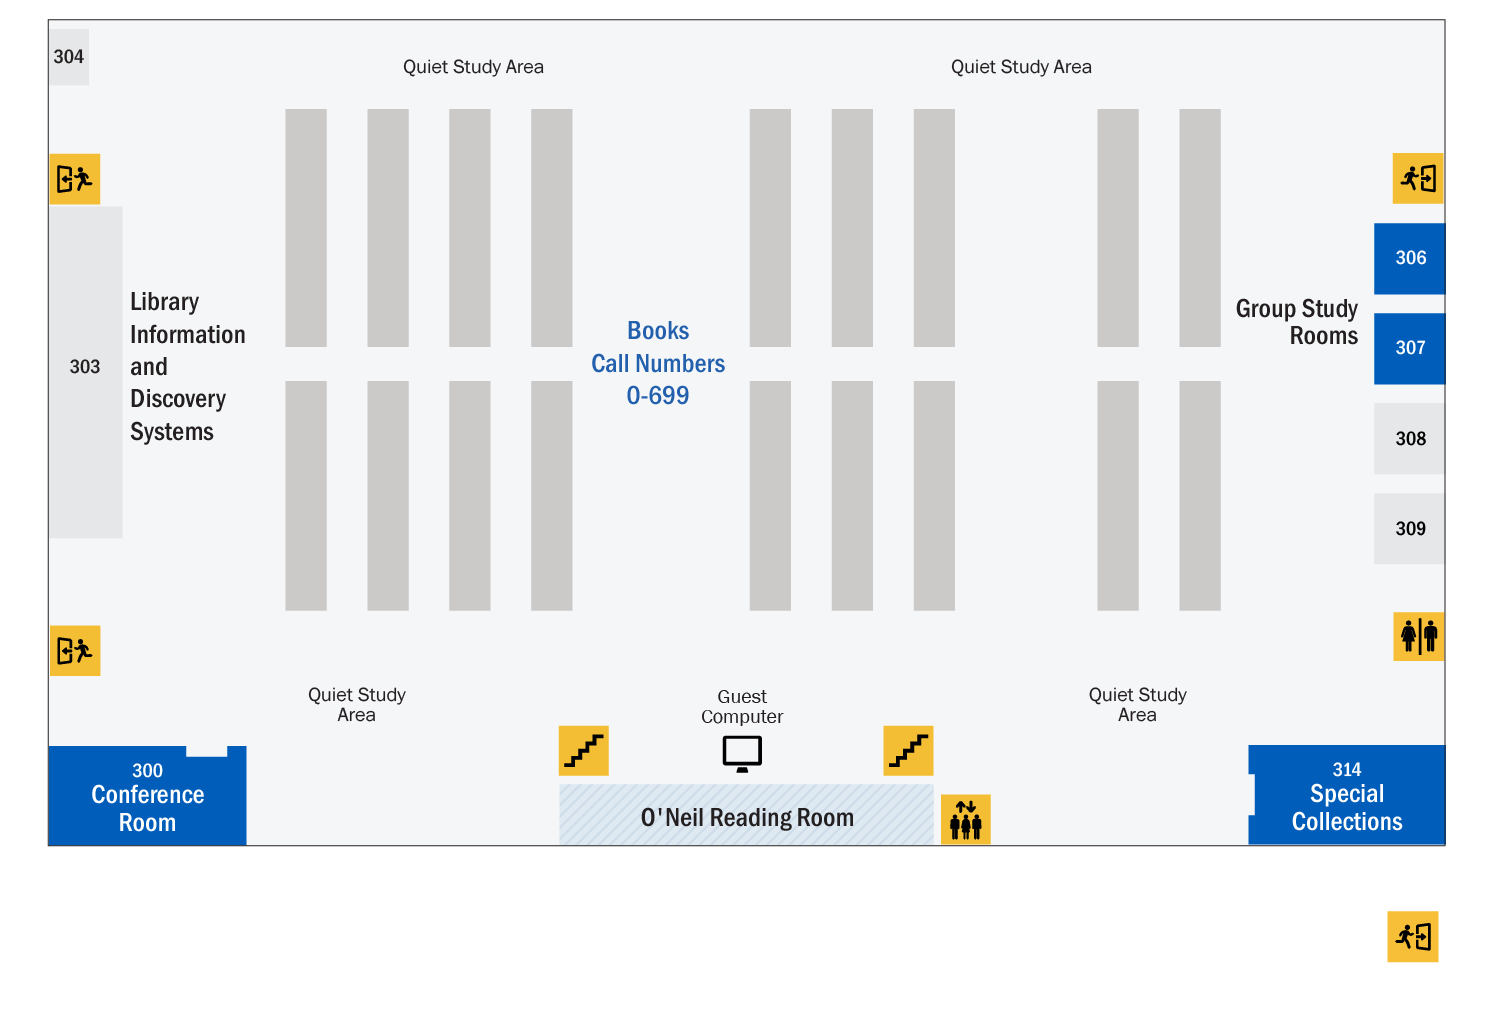 304
Quiet Study Area
Quiet Study Area
Library
Information
and
Discovery
Systems
303
Books
Call Numbers
0-699
Group Study
Rooms
306
307
308
309
Quiet Study
Area
Guest
Computer
Quiet Study
Area
300
Conference
Room
O'Neil Reading Room
314
Special
Collections